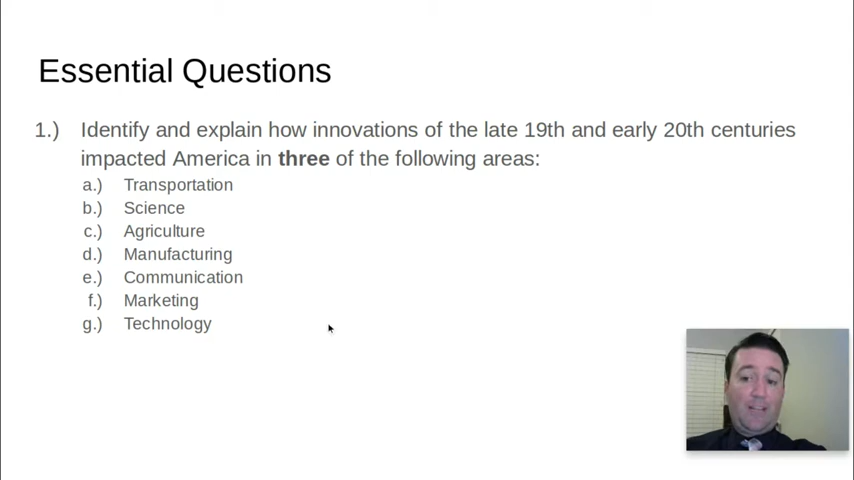 Essential Questions
1.) Identify and explain how innovations of the late 19th and early 20th centuries
impacted America in three of the following areas:
a.) Transportation
b.) Science
c.) Agriculture
d.) Manufacturing
e.) Communication
f.) Marketing
g.) Technology